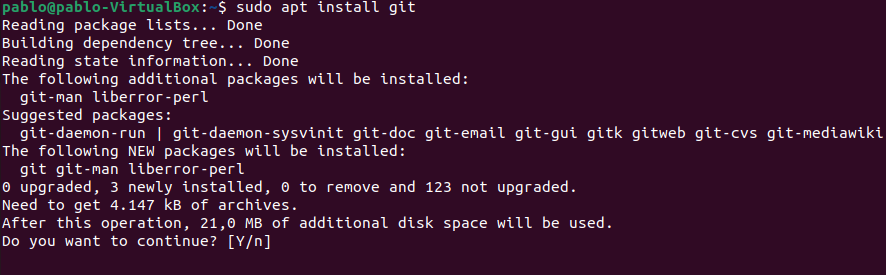 pablo@pablo-VirtualBox:~$ sudo apt install git
Reading package lists... Done
Building dependency tree... Done
Reading state information... Done
The following additional packages will be installed:
  git-man liberror-perl
Suggested packages:
  git-daemon-run | git-daemon-sysvinit git-doc git-email git-gui gitk gitweb git-cvs git-mediawiki
The following NEW packages will be installed:
  git git-man liberror-perl
0 upgraded, 3 newly installed, 0 to remove and 123 not upgraded.
Need to get 4.147 kB of archives.
After this operation, 21,0 MB of additional disk space will be used.
Do you want to continue? [Y/n]